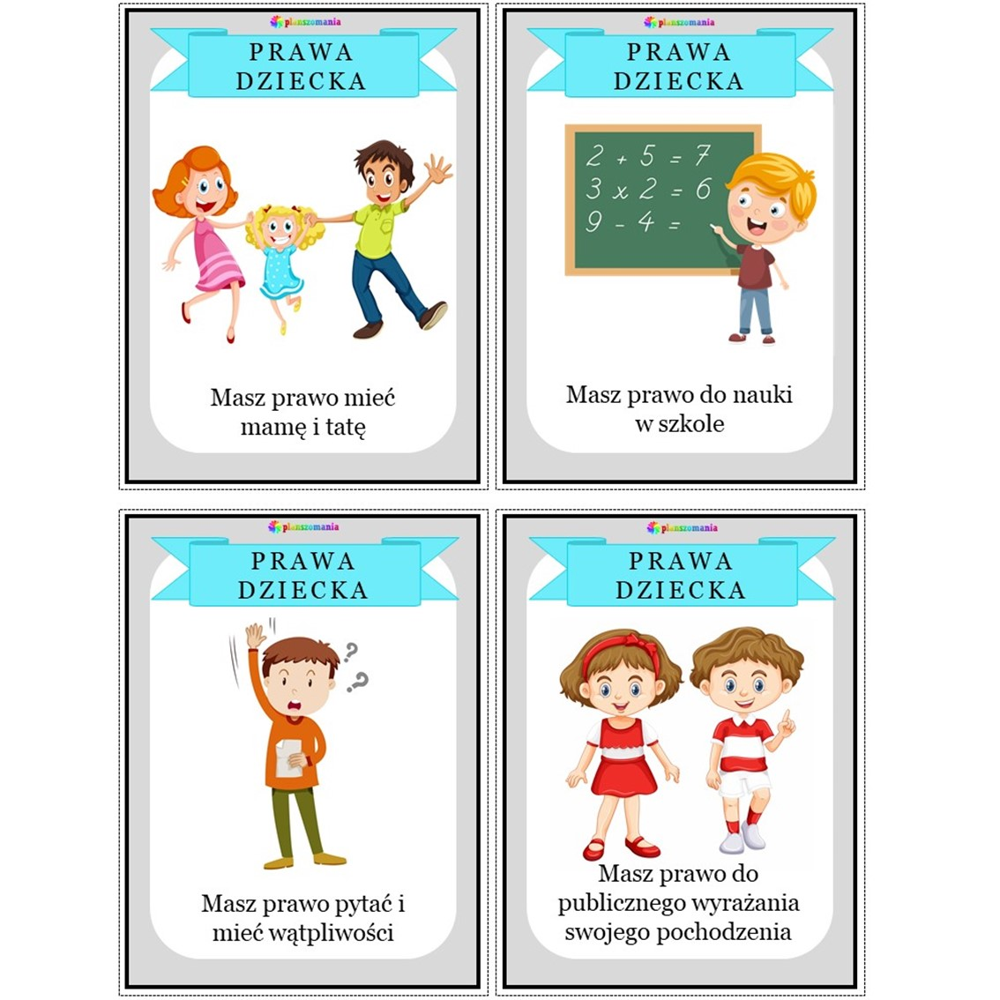 planszomania
PRAWA
DZIECKA
Masz prawo mieć
mamę i tatę
planszomania
PRAWA
DZIECKA
2 + 5 = 7
3 x 2 = 6
9 - 4 =
Masz prawo do nauki
w szkole
planszomania
PRAWA
DZIECKA
? ?
Masz prawo pytać i
mieć wątpliwości
planszomania
PRAWA
DZIECKA
Masz prawo do
publicznego wyrażania
swojego pochodzenia